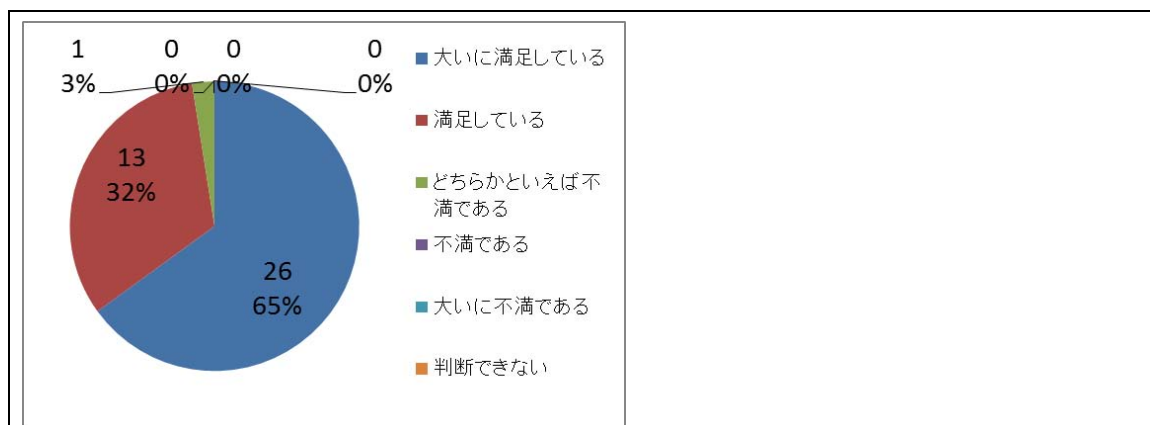 1
3%
0
0%
0
0%
0
0%
13
32%
26
65%
大いに満足している
満足している
どちらかといえば不
満である
不満である
大いに不満である
判断できない